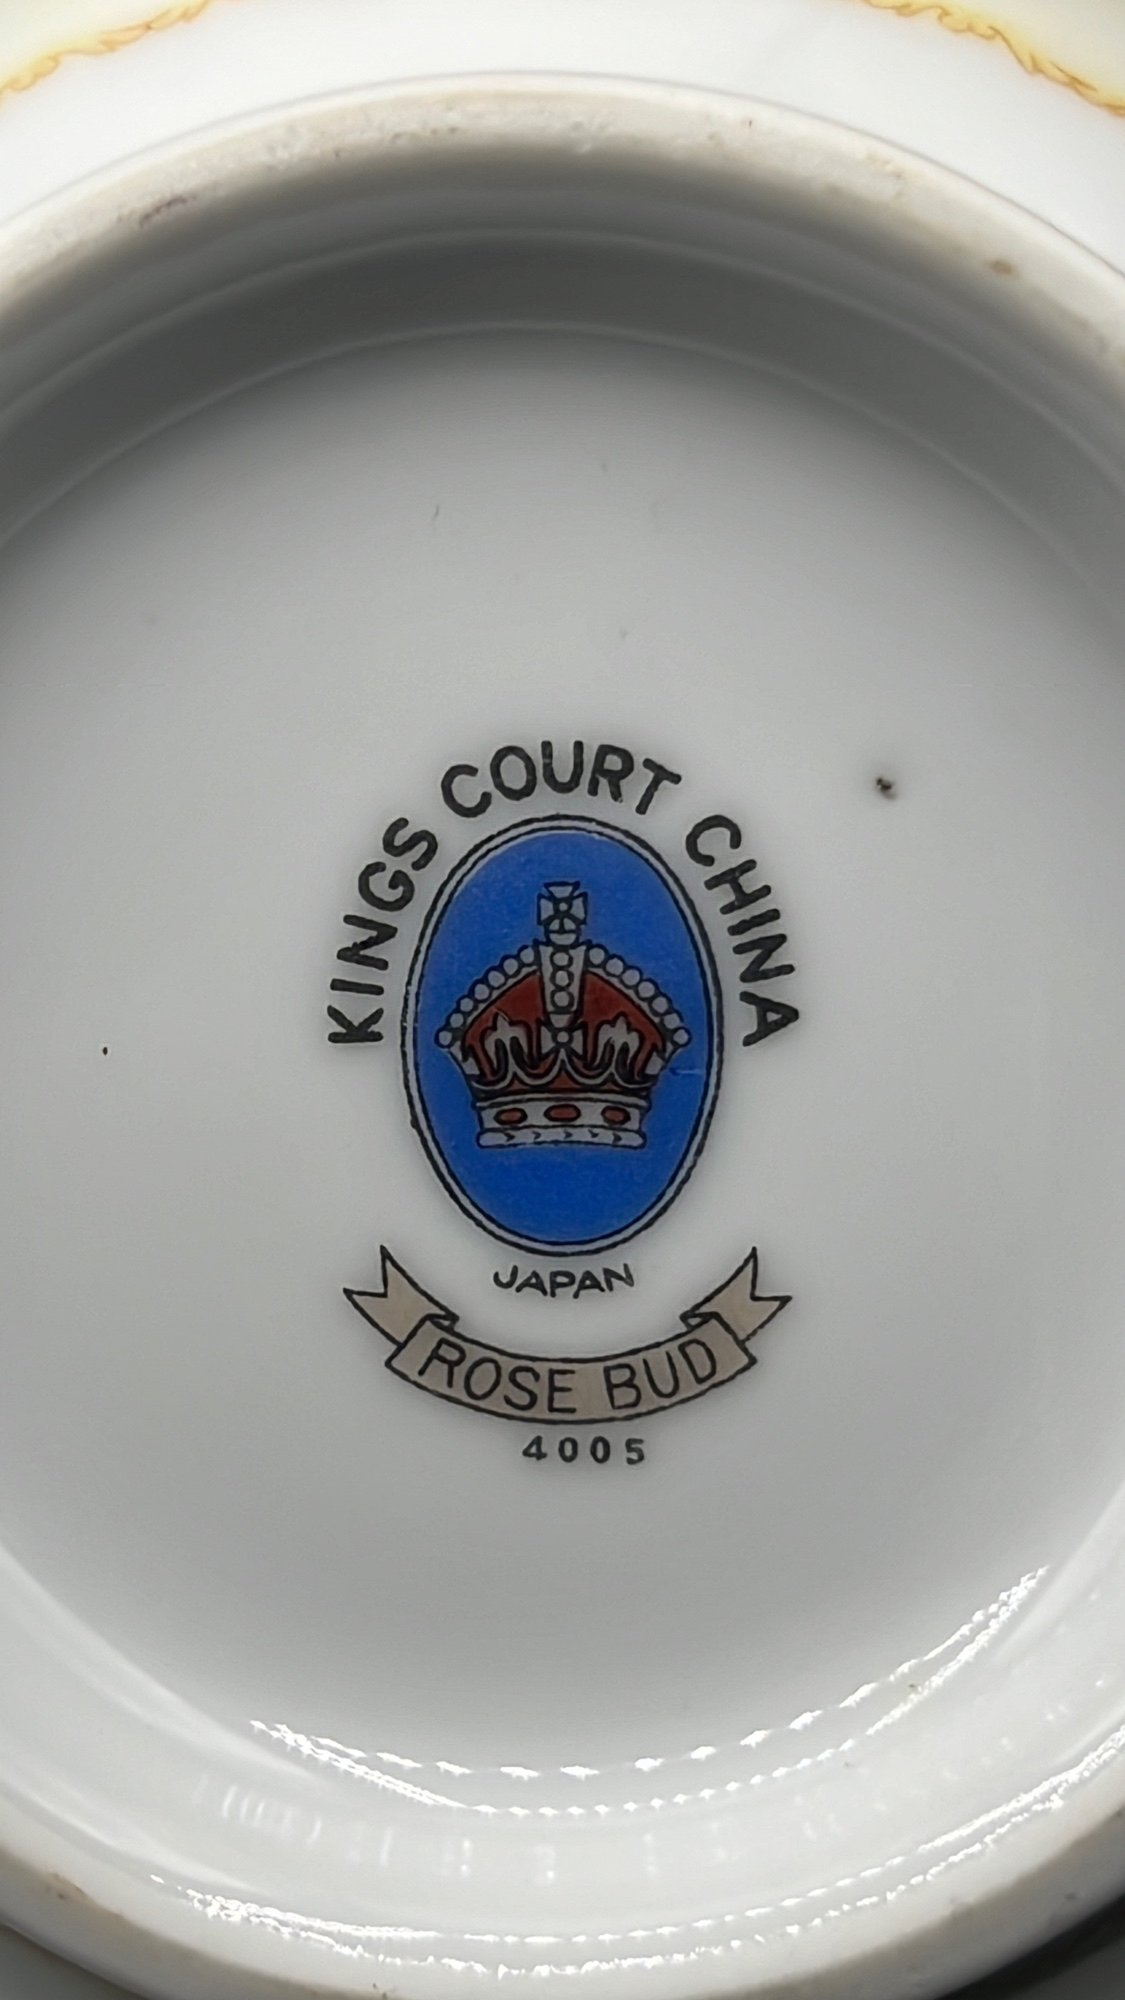 KINGS COURT CHINA
JAPAN
ROSE BUD
4005